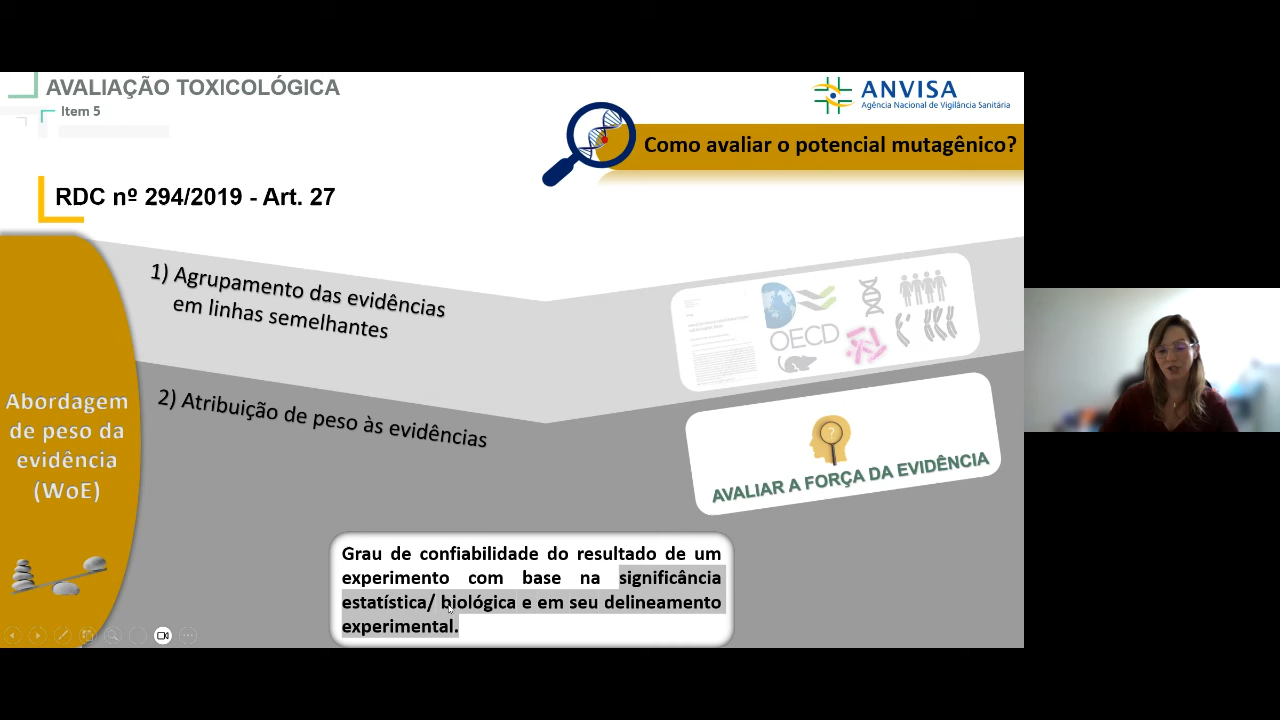 AVALIAÇÃO TOXICOLÓGICA
Item 5
ANVISA
Agência Nacional de Vigilância Sanitária
Como avaliar o potencial mutagênico?
RDC nº 294/2019 - Art. 27
1) Agrupamento das evidências
em linhas semelhantes
OECD
2) Atribuição de peso às evidências
Abordagem
de peso da
evidência
(WoE)
?
AVALIAR A FORÇA DA EVIDÊNCIA
Grau de confiabilidade do resultado de um
experimento com base na significância
estatística/ biológica e em seu delineamento
experimental.